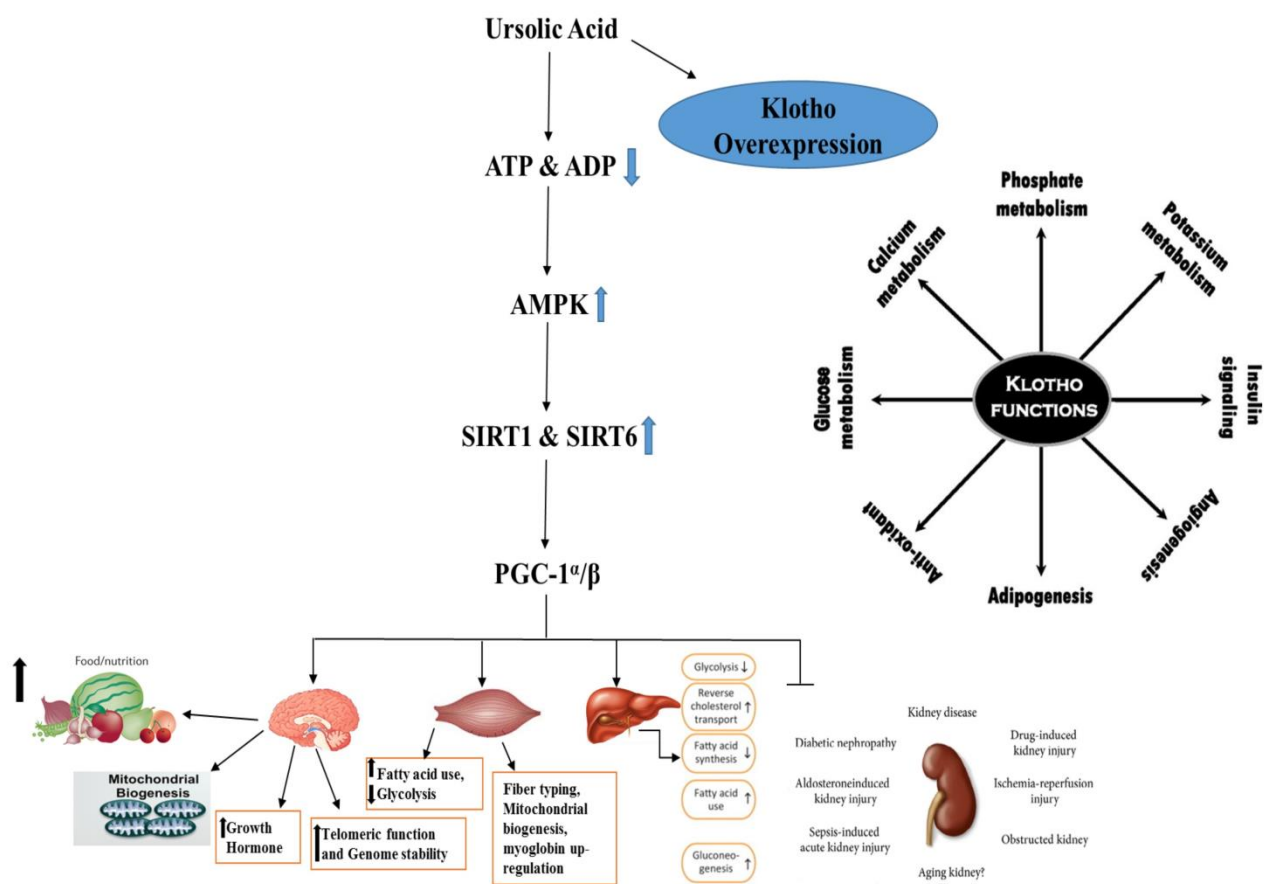 Ursolic Acid
Klotho
Overexpression
ATP & ADP
AMPK
SIRT1 & SIRT6
PGC-1α/β
Phosphate
metabolism
Potassium
metabolism
Insulin
signaling
Angiogenesis
Adipogenesis
Anti-oxidant
Glucose
metabolism
Calcium
metabolism
KLOTHO
FUNCTIONS
Food/nutrition
Mitochondrial
Biogenesis
Growth
Hormone
Telomeric function
and Genome stability
Fatty acid use,
Glycolysis
Fiber typing,
Mitochondrial
biogenesis,
myoglobin up-
regulation
Glycolysis ↓
Reverse
cholesterol ↑
transport
Fatty acid
synthesis ↓
Fatty acid
use ↑
Gluconeo-
genesis ↑
Kidney disease
Diabetic nephropathy
Drug-induced
kidney injury
Aldosteroneinduced
kidney injury
Ischemia-reperfusion
injury
Sepsis-induced
acute kidney injury
Obstructed kidney
Aging kidney?